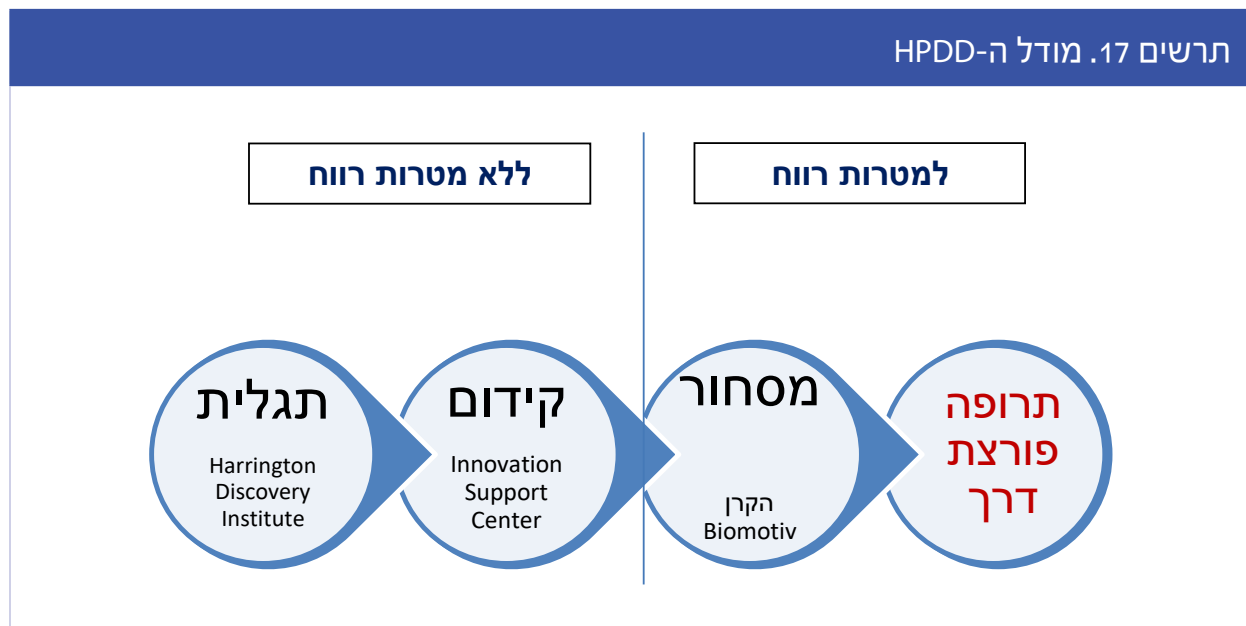 תרשים 17. מודל ה-HPDD
ללא מטרות רווח
למטרות רווח
תגלית
Harrington
Discovery
Institute
קידום
Innovation
Support
Center
מסחור
הקרן
Biomotiv
תרופה
פורצת
דרך